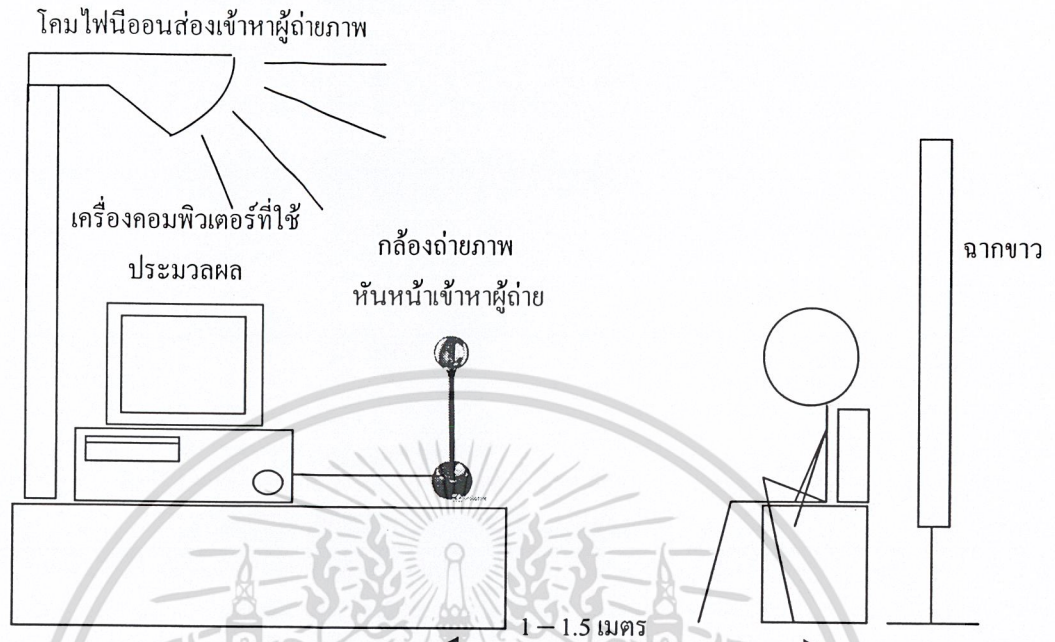 โคมไฟนีออนส่องเข้าหาผู้ถ่ายภาพ
เครื่องคอมพิวเตอร์ที่ใช้
ประมวลผล
กล้องถ่ายภาพ
หันหน้าเข้าหาผู้ถ่าย
ฉากขาว
1 – 1.5 เมตร